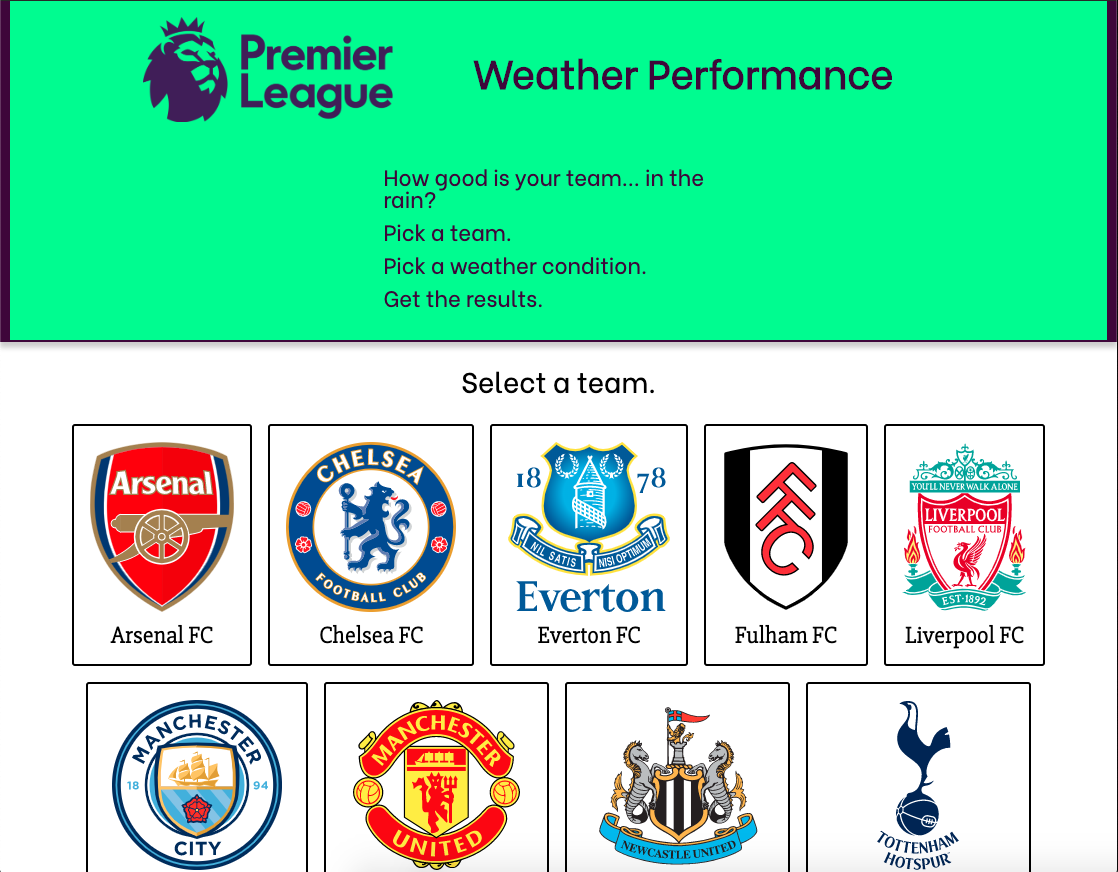 Premier
League
Weather Performance
How good is your team... in the
rain?
Pick a team.
Pick a weather condition.
Get the results.
Select a team.
Arsenal
CHELSEA
FOOTBALL CLUB
18 78
NIL SATIS NISI OPTIMUM
Everton
FFC
YOU'LL NEVER WALK ALONE
LIVERPOOL
FOOTBALL CLUB
EST·1892
Arsenal FC
Chelsea FC
Everton FC
Fulham FC
Liverpool FC
MANCHESTER
18 94
CITY
MANCHESTER
UNITED
NEWCASTLE UNITED
TOTTENHAM
HOTSPUR